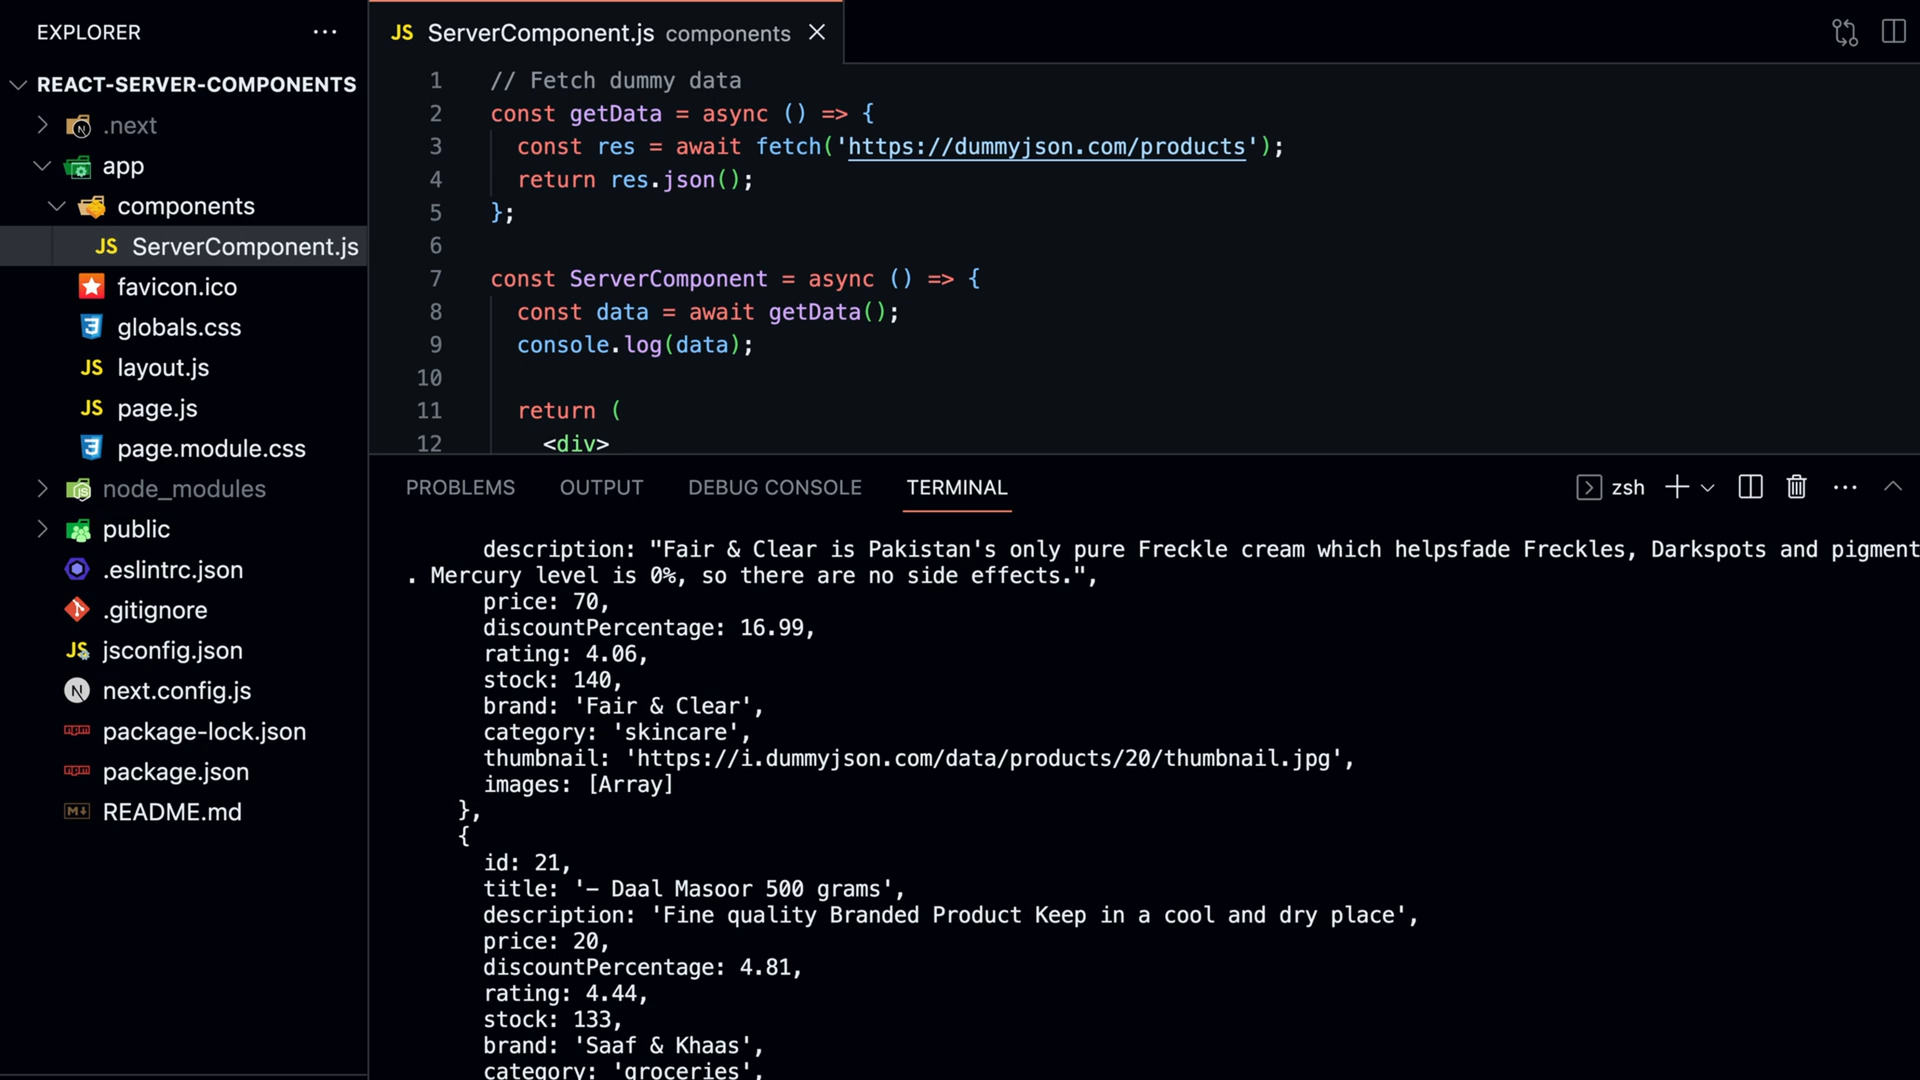 EXPLORER
REACT-SERVER-COMPONENTS
.next
app
components
JS ServerComponent.js
favicon.ico
globals.css
JS layout.js
JS page.js
page.module.css
node_modules
public
.eslintrc.json
.gitignore
JS jsconfig.json
N next.config.js
npm package-lock.json
npm package.json
README.md
JS ServerComponent.js components
1 // Fetch dummy data
2 const getData = async () => {
3 const res = await fetch('https://dummyjson.com/products');
4 return res.json();
5 };
6
7 const ServerComponent = async () => {
8 const data = await getData();
9 console.log(data);
10
11 return (
12 <div>
PROBLEMS OUTPUT DEBUG CONSOLE TERMINAL zsh
description: "Fair & Clear is Pakistan's only pure Freckle cream which helpsfade Freckles, Darkspots and pigment
. Mercury level is 0%, so there are no side effects.",
price: 70,
discountPercentage: 16.99,
rating: 4.06,
stock: 140,
brand: 'Fair & Clear',
category: 'skincare',
thumbnail: 'https://i.dummyjson.com/data/products/20/thumbnail.jpg',
images: [Array]
},
{
id: 21,
title: '- Daal Masoor 500 grams',
description: 'Fine quality Branded Product Keep in a cool and dry place',
price: 20,
discountPercentage: 4.81,
rating: 4.44,
stock: 133,
brand: 'Saaf & Khaas',
category: 'groceries',